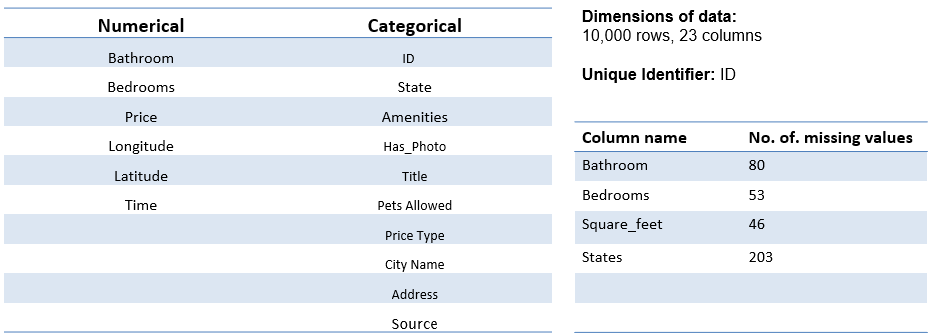 Numerical Categorical
Bathroom ID
Bedrooms State
Price Amenities
Longitude Has_Photo
Latitude Title
Time Pets Allowed
Price Type
City Name
Address
Source
Dimensions of data:
10,000 rows, 23 columns
Unique Identifier: ID
Column name No. of. missing values
Bathroom 80
Bedrooms 53
Square_feet 46
States 203